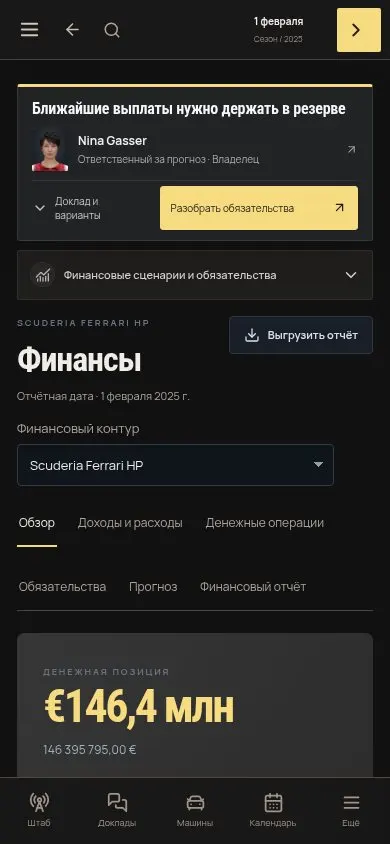 1 февраля
Сезон / 2025
Ближайшие выплаты нужно держать в резерве
Nina Gasser
Ответственный за прогноз · Владелец
Доклад и
варианты
Разобрать обязательства
Финансовые сценарии и обязательства
SCUDERIA FERRARI HP
Финансы
Выгрузить отчёт
Отчётная дата · 1 февраля 2025 г.
Финансовый контур
Scuderia Ferrari HP
Обзор Доходы и расходы Денежные операции
Обязательства Прогноз Финансовый отчёт
ДЕНЕЖНАЯ ПОЗИЦИЯ
€146,4 млн
146 395 795,00 €
Штаб Доклады Машины Календарь Ещё